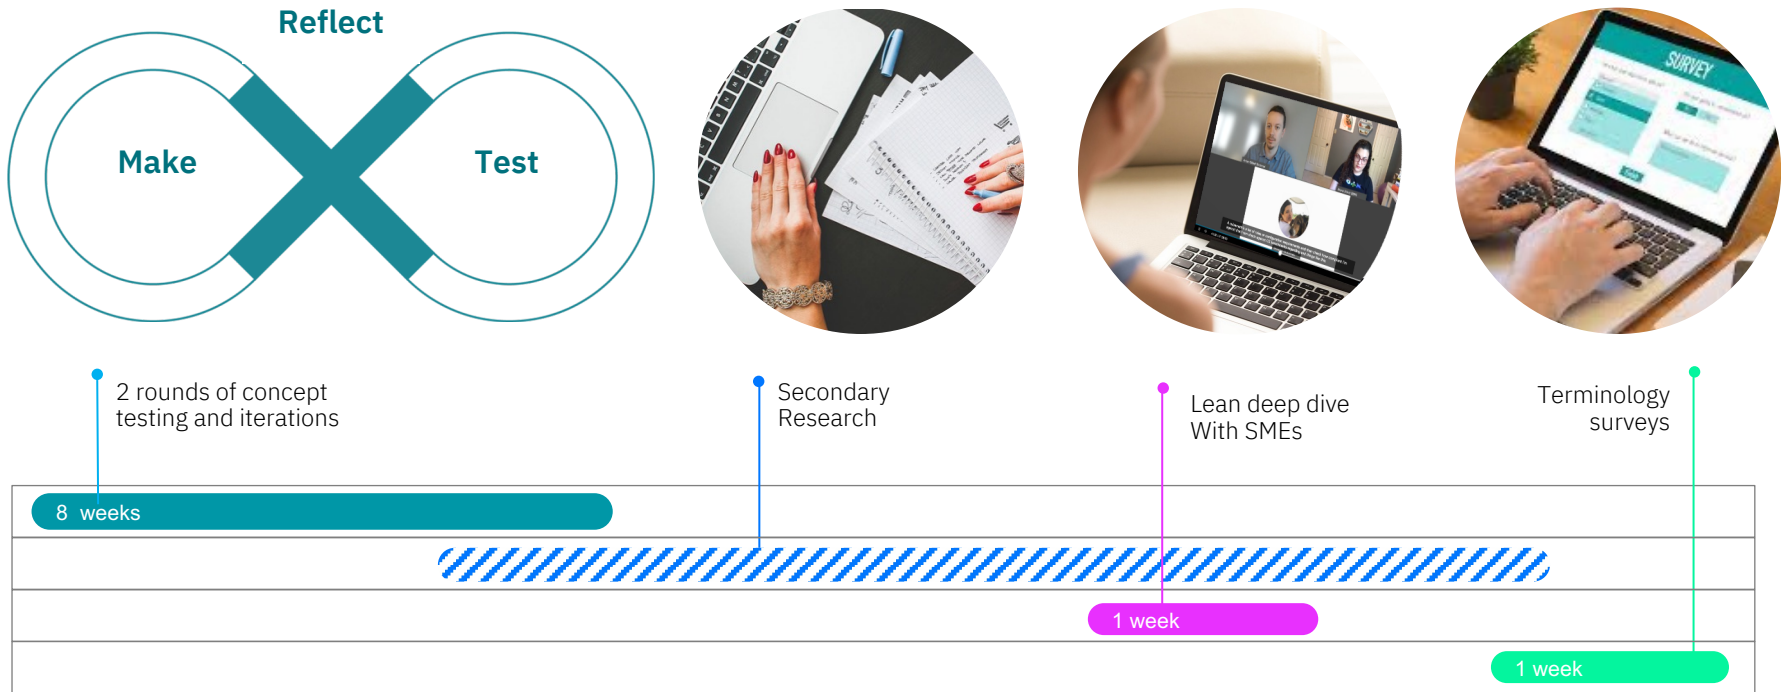 Reflect
Make
Test
SURVEY
2 rounds of concept
testing and iterations
Secondary
Research
Lean deep dive
With SMEs
Terminology
surveys
8 weeks
1 week
1 week